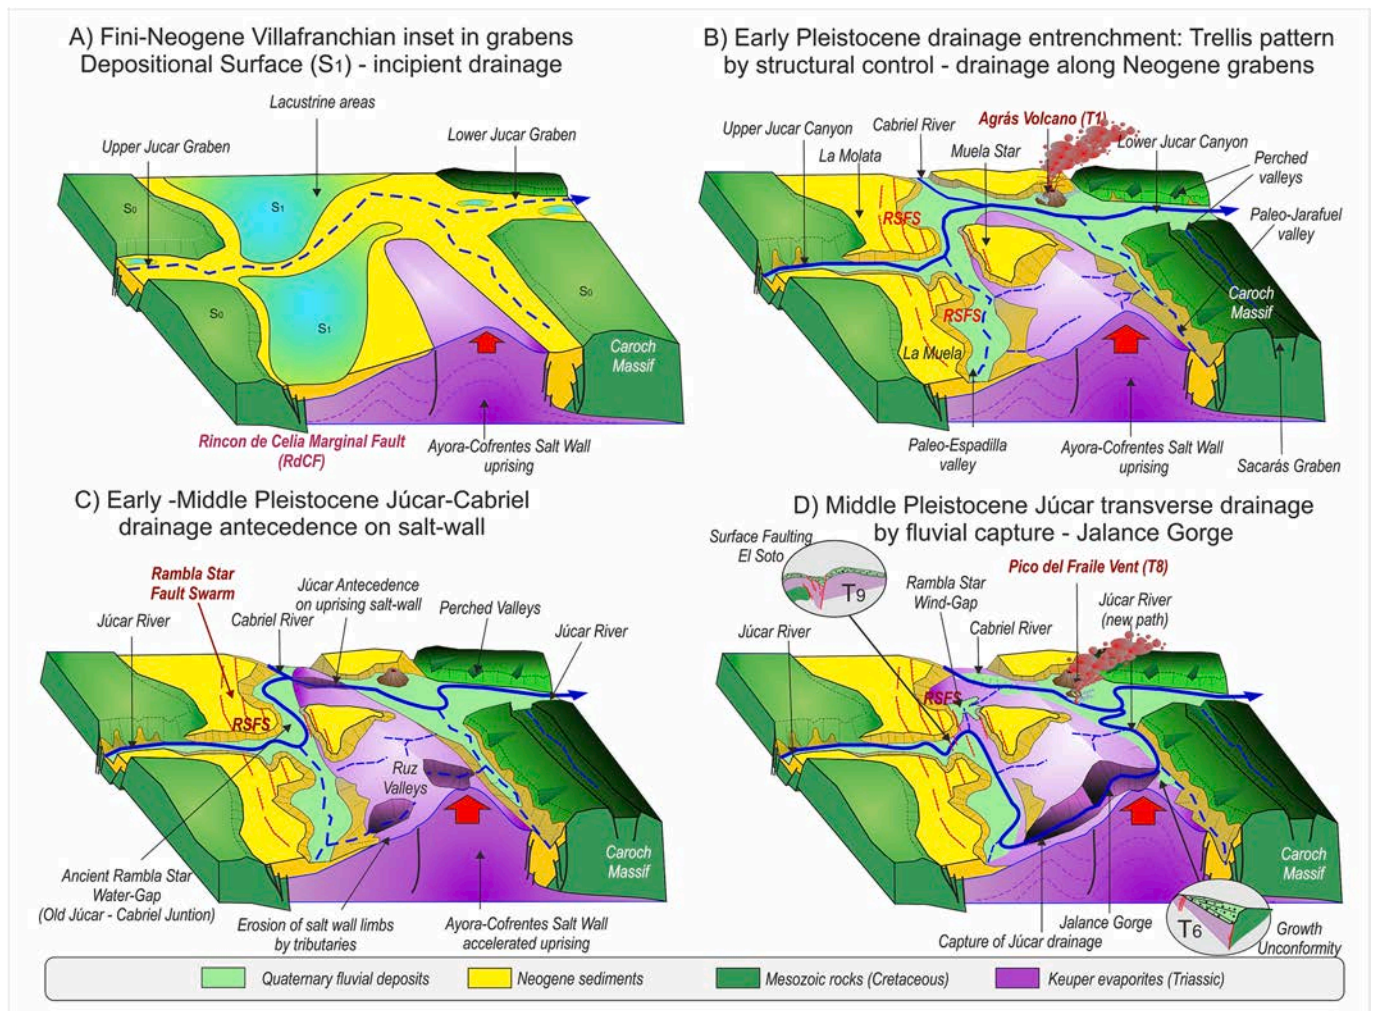 A) Fini-Neogene Villafranchian inset in grabens
Depositional Surface (S1) - incipient drainage
Lacustrine areas
Upper Jucar Graben
Lower Jucar Graben
S0
S1
S0
S1
S0
Caroch
Massif
Rincon de Celia Marginal Fault
(RdCF)
Ayora-Cofrentes Salt Wall
uprising
B) Early Pleistocene drainage entrenchment: Trellis pattern
by structural control - drainage along Neogene grabens
Upper Jucar Canyon
Cabriel River
Agrás Volcano (T1)
La Molata
Muela Star
Lower Jucar Canyon
Perched
valleys
Paleo-Jarafuel
valley
RSFS
RSFS
La Muela
Caroch
Massif
Paleo-Espadilla
valley
Ayora-Cofrentes Salt Wall
uprising
Sacarás Graben
C) Early -Middle Pleistocene Júcar-Cabriel
drainage antecedence on salt-wall
Rambla Star
Fault Swarm
Júcar Antecedence
on uprising salt-wall
Júcar River
Cabriel River
Perched Valleys
Júcar River
RSFS
Ruz
Valleys
Caroch
Massif
Ancient Rambla Star
Water-Gap
(Old Júcar - Cabriel Juntion)
Erosion of salt wall limbs
by tributaries
Ayora-Cofrentes Salt Wall
accelerated uprising
D) Middle Pleistocene Júcar transverse drainage
by fluvial capture - Jalance Gorge
Surface Faulting
El Soto
T9
Rambla Star
Wind-Gap
Pico del Fraile Vent (T8)
Júcar River
(new path)
Júcar River
Cabriel River
RSFS
Caroch
Massif
T6
Jalance Gorge
Capture of Júcar drainage
Growth
Unconformity
Quaternary fluvial deposits
Neogene sediments
Mesozoic rocks (Cretaceous)
Keuper evaporites (Triassic)